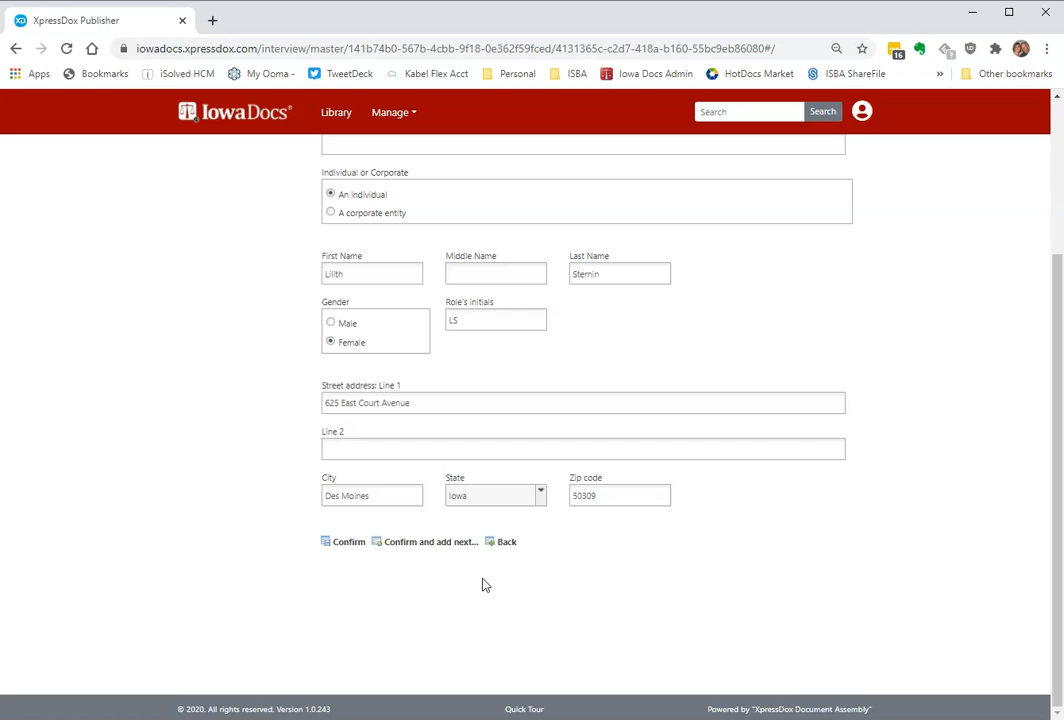 XpressDox Publisher
iowadocs.xpressdox.com/interview/master/141b74b0-567b-4cbb-9f18-0e362f59fced/4131365c-c2d7-418a-b160-55bc9eb86080#/
16
Apps Bookmarks iSolved HCM My Ooma - TweetDeck Kabel Flex Acct Personal ISBA Iowa Docs Admin HotDocs Market ISBA ShareFile » Other bookmarks
IowaDocs® Library Manage Search Search
Individual or Corporate
An individual
A corporate entity
First Name Middle Name Last Name
Lilith Sternin
Gender Role's initials
Male LS
Female
Street address: Line 1
625 East Court Avenue
Line 2
City State Zip code
Des Moines Iowa 50309
Confirm Confirm and add next... Back
© 2020. All rights reserved. Version 1.0.243 Quick Tour Powered by "XpressDox Document Assembly"